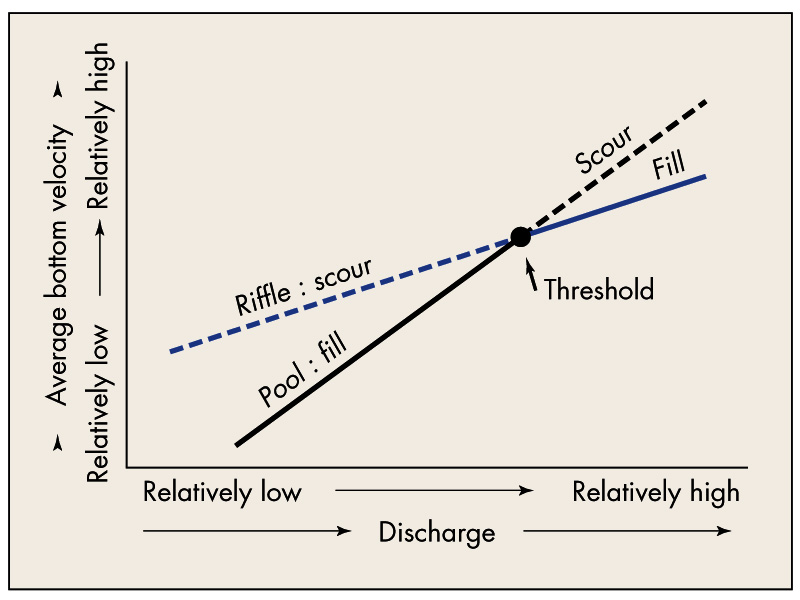 Average bottom velocity
Relatively low
Relatively high
Scour
Fill
Riffle : scour
Threshold
Pool : fill
Relatively low
Relatively high
Discharge